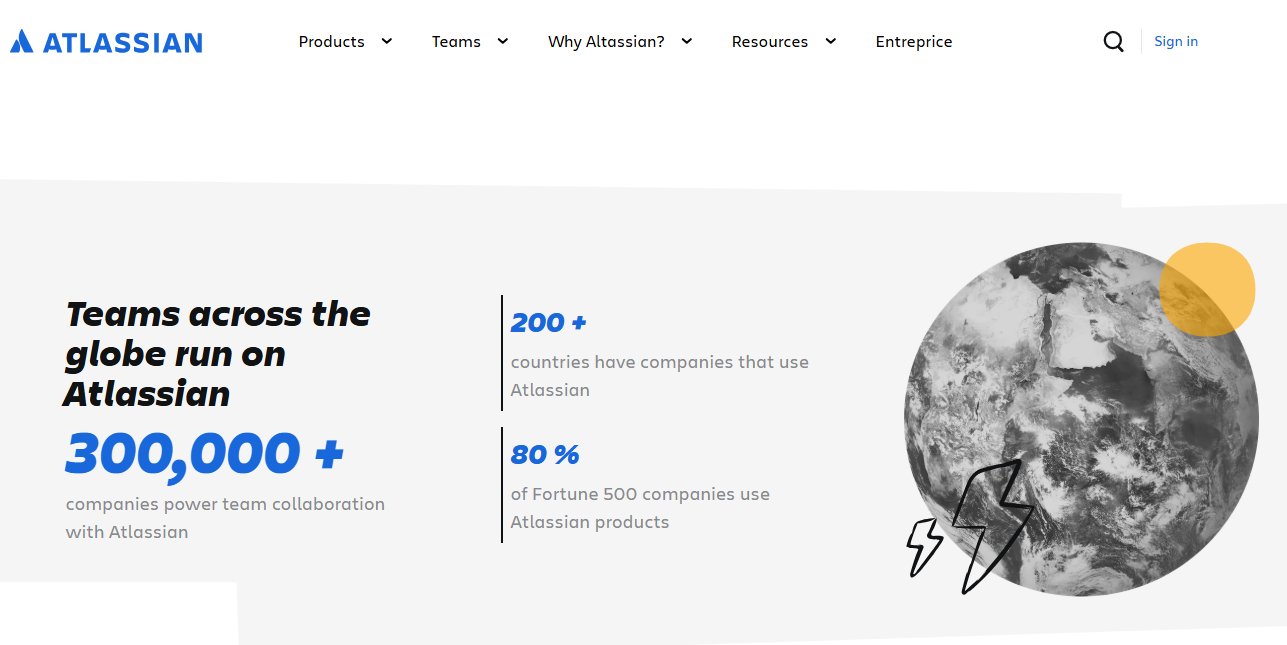 ATLASSIAN
Products
Teams
Why Altassian?
Resources
Entreprice
Sign in
Teams across the
globe run on
Atlassian
300,000 +
companies power team collaboration
with Atlassian
200 +
countries have companies that use
Atlassian
80 %
of Fortune 500 companies use
Atlassian products